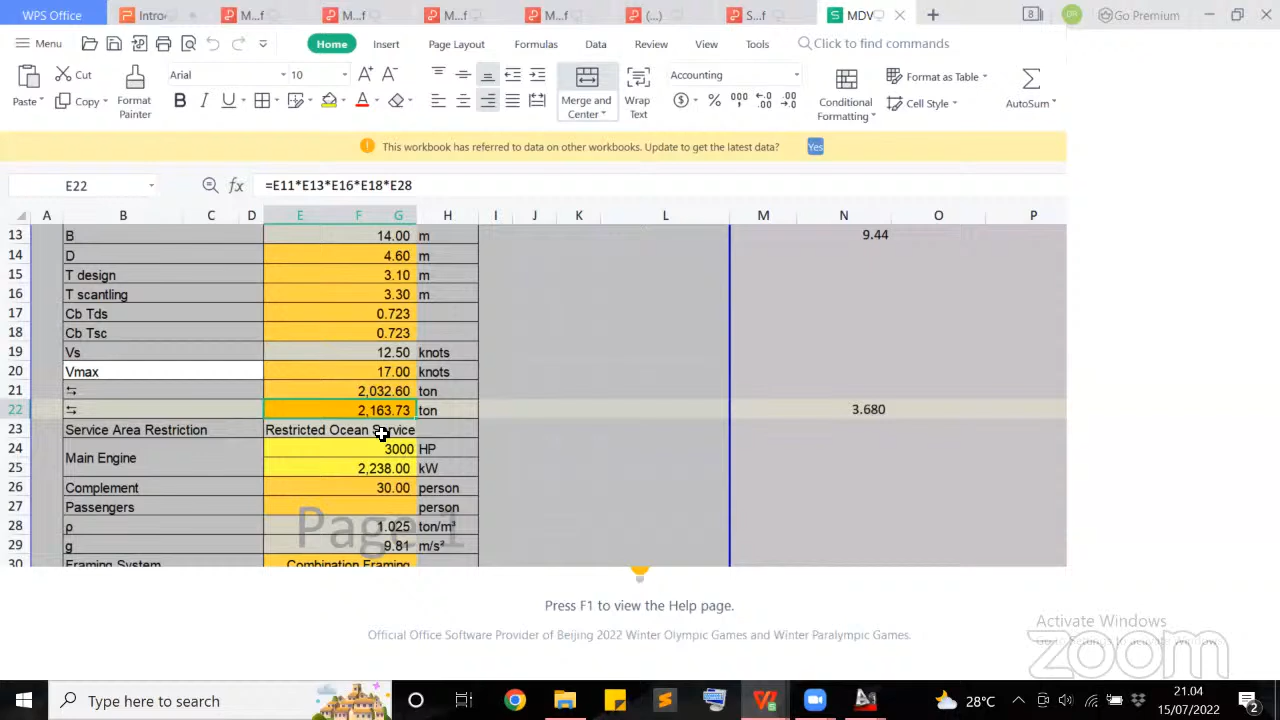 WPS Office Intro M...f M...f M...f M...f (...) S...f MDV Go Premium
Menu Home Insert Page Layout Formulas Data Review View Tools Click to find commands
Cut Arial 10 A+ A- Accounting Format as Table
Paste Copy Format Painter B I U A Merge and Center Wrap Text $ % Conditional Formatting Cell Style AutoSum
This workbook has referred to data on other workbooks. Update to get the latest data? Yes
E22 fx =E11*E13*E16*E18*E28
A B C D E F G H I J K L M N O P
13 B 14.00 m 9.44
14 D 4.60 m
15 T design 3.10 m
16 T scantling 3.30 m
17 Cb Tds 0.723
18 Cb Tsc 0.723
19 Vs 12.50 knots
20 Vmax 17.00 knots
21 ⇆ 2,032.60 ton
22 ⇆ 2,163.73 ton 3.680
23 Service Area Restriction Restricted Ocean Service
24 Main Engine 3000 HP
25 2,238.00 kW
26 Complement 30.00 person
27 Passengers person
28 ρ 1.025 ton/m³
29 g 9.81 m/s²
30 Framing System Combination Framing
Page 1
Press F1 to view the Help page.
Official Office Software Provider of Beijing 2022 Winter Olympic Games and Winter Paralympic Games.
Activate Windows
zoom
Type here to search 28°C 21.04
15/07/2022 2